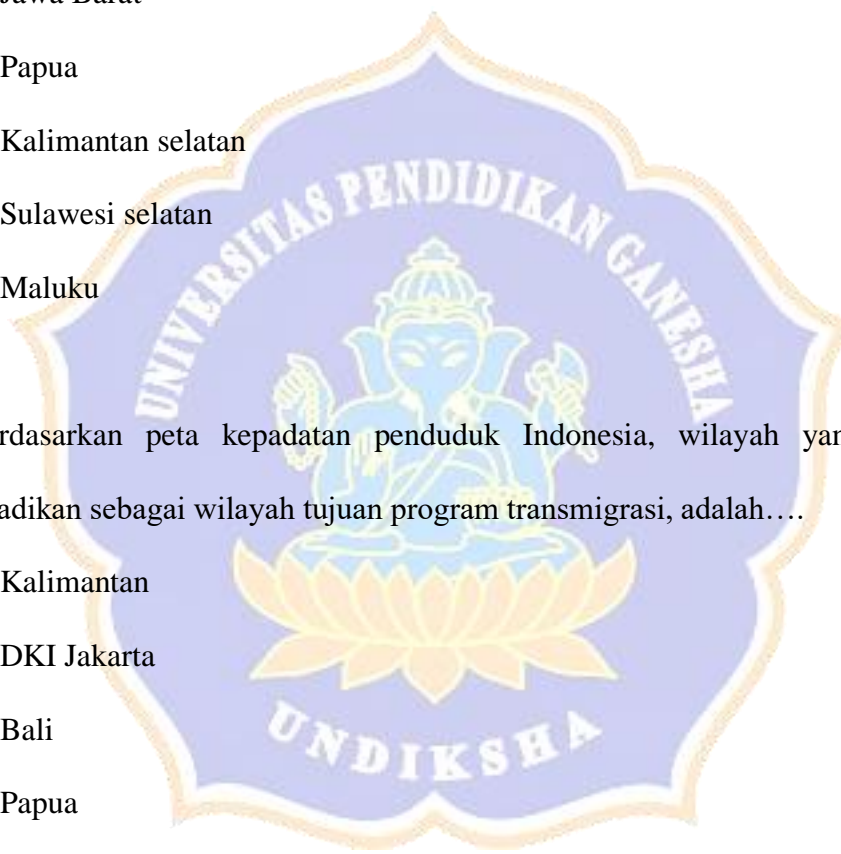 Jawa Barat
Papua
Kalimantan selatan
Sulawesi selatan
Maluku
UNIVERSITAS PENDIDIKAN GANESHA
rdasarkan peta kepadatan penduduk Indonesia, wilayah yan
adikan sebagai wilayah tujuan program transmigrasi, adalah….
Kalimantan
DKI Jakarta
Bali
UNDIKSHA
Papua